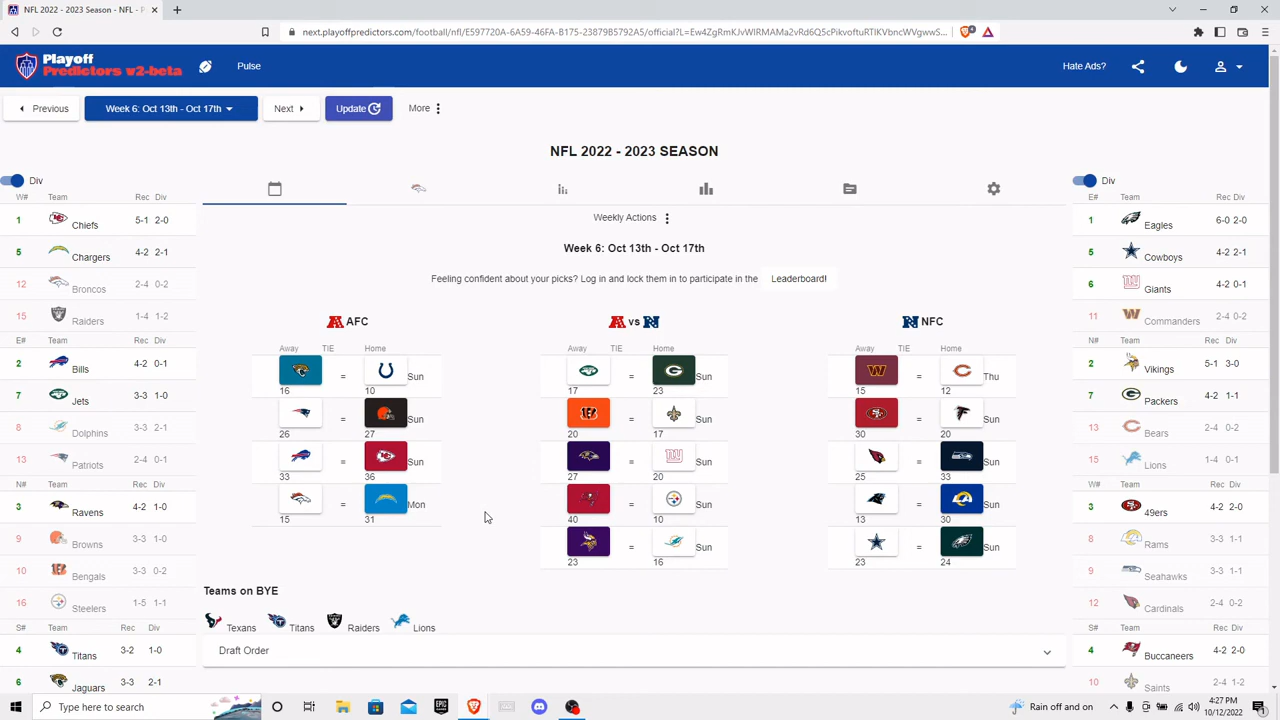 NFL 2022 - 2023 Season - NFL - P
next.playoffpredictors.com/football/nfl/E597720A-6A59-46FA-B175-23879B5792A5/official?L=Ew4ZgRmKJvWIRMAMa2vRd6Q5cPikvoftuRTIKVbncWVgwwS...
Playoff
Predictors v2-beta
Pulse
Hate Ads?
Previous
Week 6: Oct 13th - Oct 17th
Next
Update
More
NFL 2022 - 2023 SEASON
Div
W# Team Rec Div
1 Chiefs 5-1 2-0
5 Chargers 4-2 2-1
12 Broncos 2-4 0-2
15 Raiders 1-4 1-2
E# Team Rec Div
2 Bills 4-2 0-1
7 Jets 3-3 1-0
8 Dolphins 3-3 2-1
13 Patriots 2-4 0-1
N# Team Rec Div
3 Ravens 4-2 1-0
9 Browns 3-3 1-0
10 Bengals 3-3 0-2
16 Steelers 1-5 1-1
S# Team Rec Div
4 Titans 3-2 1-0
6 Jaguars 3-3 2-1
Weekly Actions
Week 6: Oct 13th - Oct 17th
Feeling confident about your picks? Log in and lock them in to participate in the Leaderboard!
AFC
Away TIE Home
= Sun
16 10
= Sun
26 27
= Sun
33 36
= Mon
15 31
A vs N
Away TIE Home
= Sun
17 23
= Sun
20 17
= Sun
27 20
= Sun
40 10
= Sun
23 16
NFC
Away TIE Home
= Thu
15 12
= Sun
30 20
= Sun
25 33
= Sun
13 30
= Sun
23 24
Teams on BYE
Texans Titans Raiders Lions
Draft Order
Div
E# Team Rec Div
1 Eagles 6-0 2-0
5 Cowboys 4-2 2-1
6 Giants 4-2 0-1
11 Commanders 2-4 0-2
N# Team Rec Div
2 Vikings 5-1 3-0
7 Packers 4-2 1-1
13 Bears 2-4 0-2
15 Lions 1-4 0-1
W# Team Rec Div
3 49ers 4-2 3-0
8 Rams 3-3 1-1
9 Seahawks 3-3 1-1
12 Cardinals 2-4 0-2
S# Team Rec Div
4 Buccaneers 4-2 2-0
10 Saints 2-4 1-2
Type here to search
Rain off and on
4:27 PM
10/12/2022